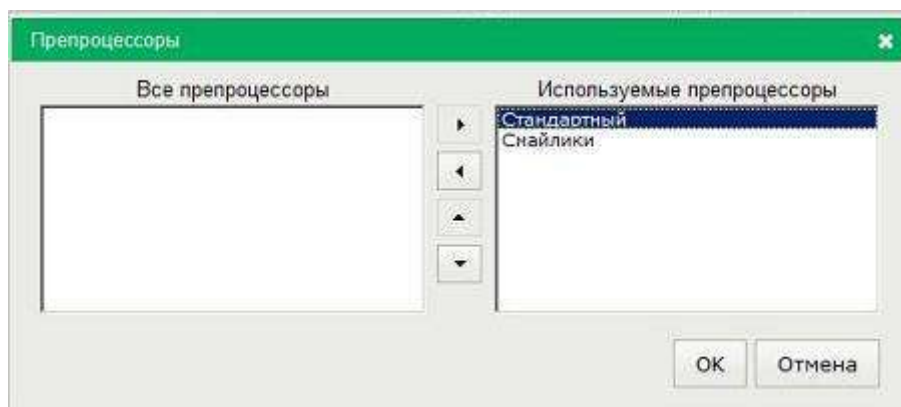 Препроцессоры
Все препроцессоры
Используемые препроцессоры
Стандартный
Смайлики
OK
Отмена